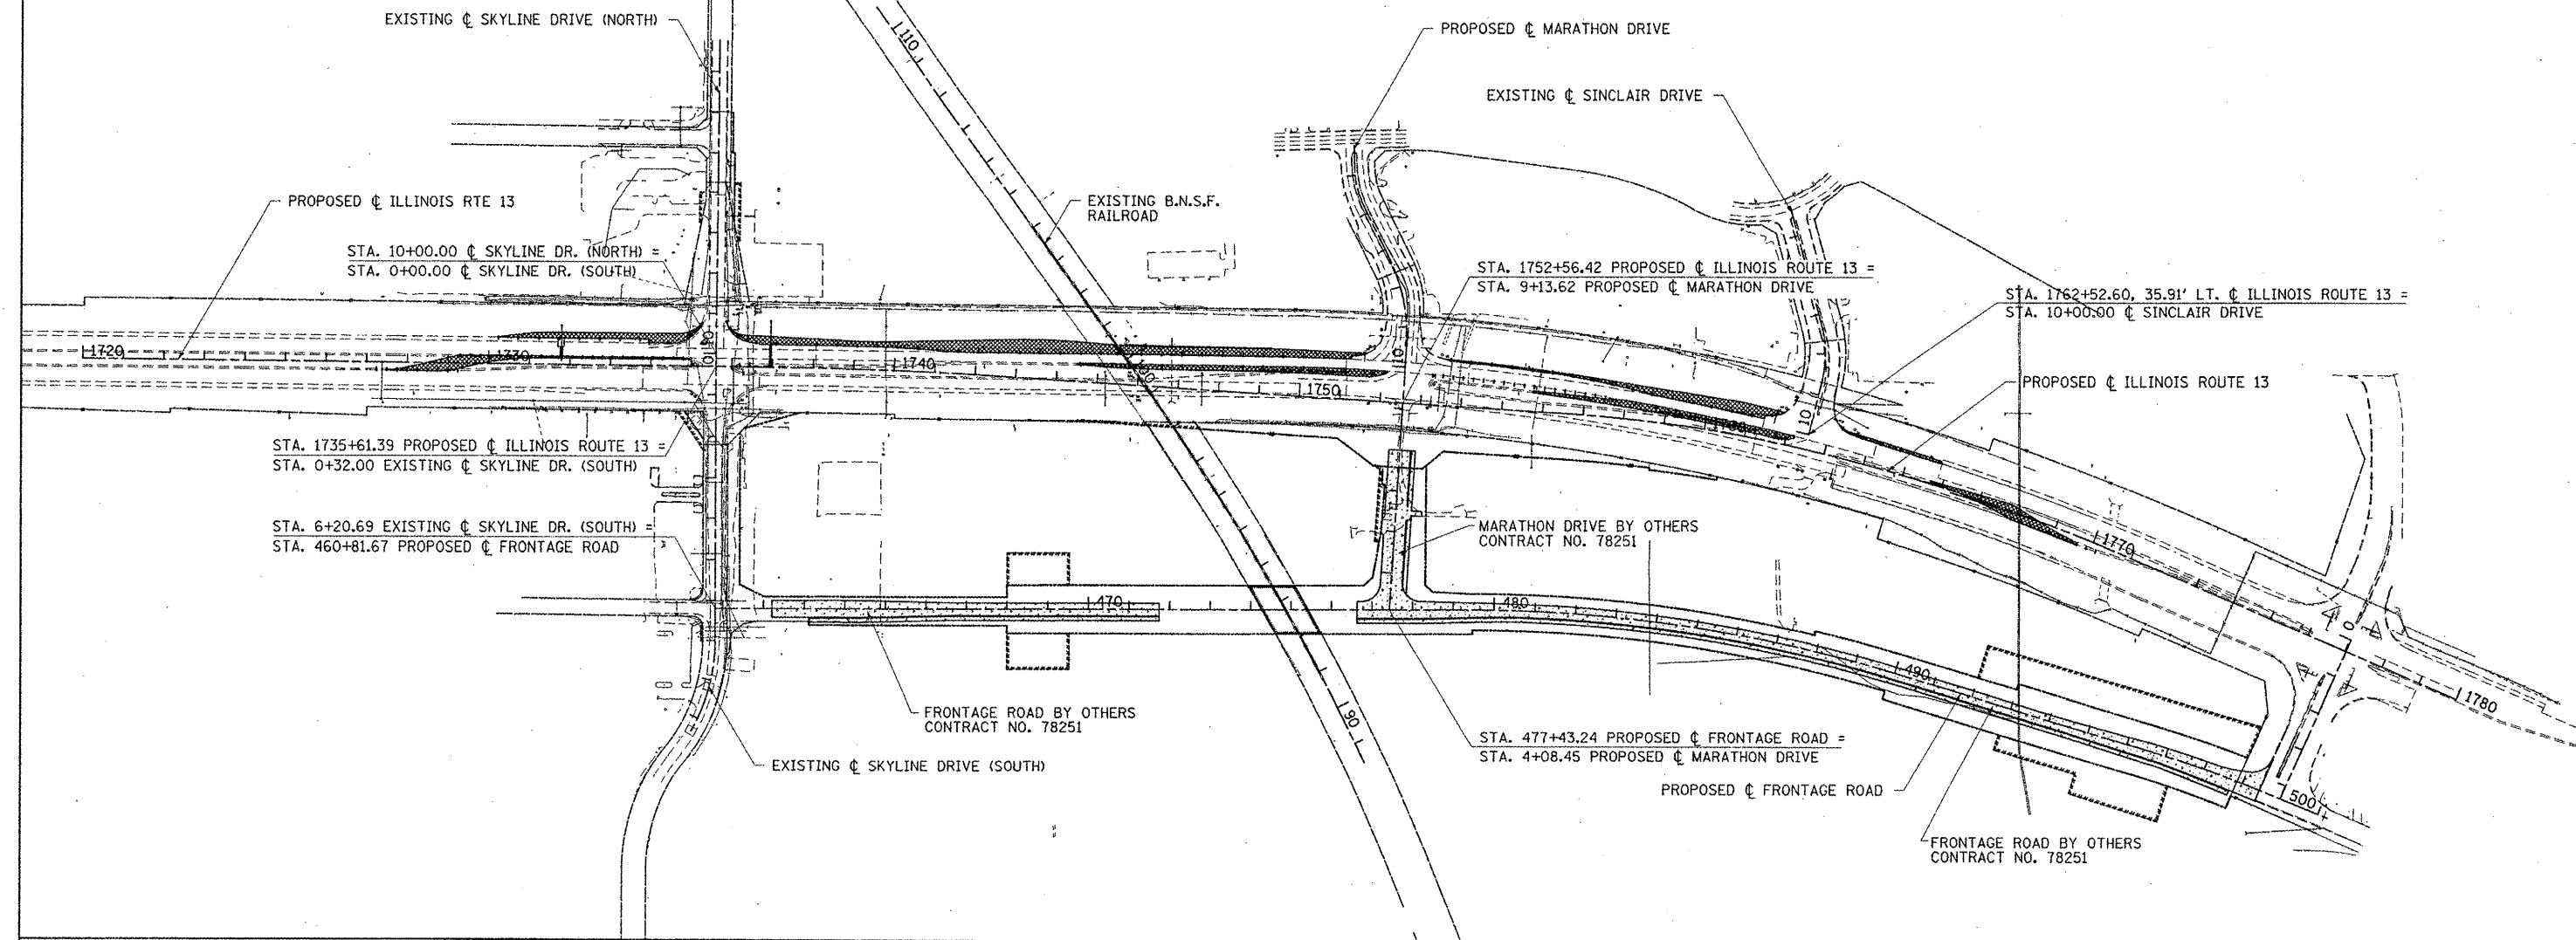 EXISTING ℄ SKYLINE DRIVE (NORTH)
110
PROPOSED ℄ MARATHON DRIVE
EXISTING ℄ SINCLAIR DRIVE
PROPOSED ℄ ILLINOIS RTE 13
EXISTING B.N.S.F.
RAILROAD
STA. 10+00.00 ℄ SKYLINE DR. (NORTH) =
STA. 0+00.00 ℄ SKYLINE DR. (SOUTH)
STA. 1752+56.42 PROPOSED ℄ ILLINOIS ROUTE 13 =
STA. 9+13.62 PROPOSED ℄ MARATHON DRIVE
STA. 1762+52.60, 35.91' LT. ℄ ILLINOIS ROUTE 13 =
STA. 10+00.00 ℄ SINCLAIR DRIVE
1720
1730
10
1740
1750
10
10
PROPOSED ℄ ILLINOIS ROUTE 13
STA. 1735+61.39 PROPOSED ℄ ILLINOIS ROUTE 13 =
STA. 0+32.00 EXISTING ℄ SKYLINE DR. (SOUTH)
STA. 6+20.69 EXISTING ℄ SKYLINE DR. (SOUTH) =
STA. 460+81.67 PROPOSED ℄ FRONTAGE ROAD
MARATHON DRIVE BY OTHERS
CONTRACT NO. 78251
1770
470
480
0
490
1780
FRONTAGE ROAD BY OTHERS
CONTRACT NO. 78251
90
STA. 477+43.24 PROPOSED ℄ FRONTAGE ROAD =
STA. 4+08.45 PROPOSED ℄ MARATHON DRIVE
EXISTING ℄ SKYLINE DRIVE (SOUTH)
PROPOSED ℄ FRONTAGE ROAD
500
FRONTAGE ROAD BY OTHERS
CONTRACT NO. 78251